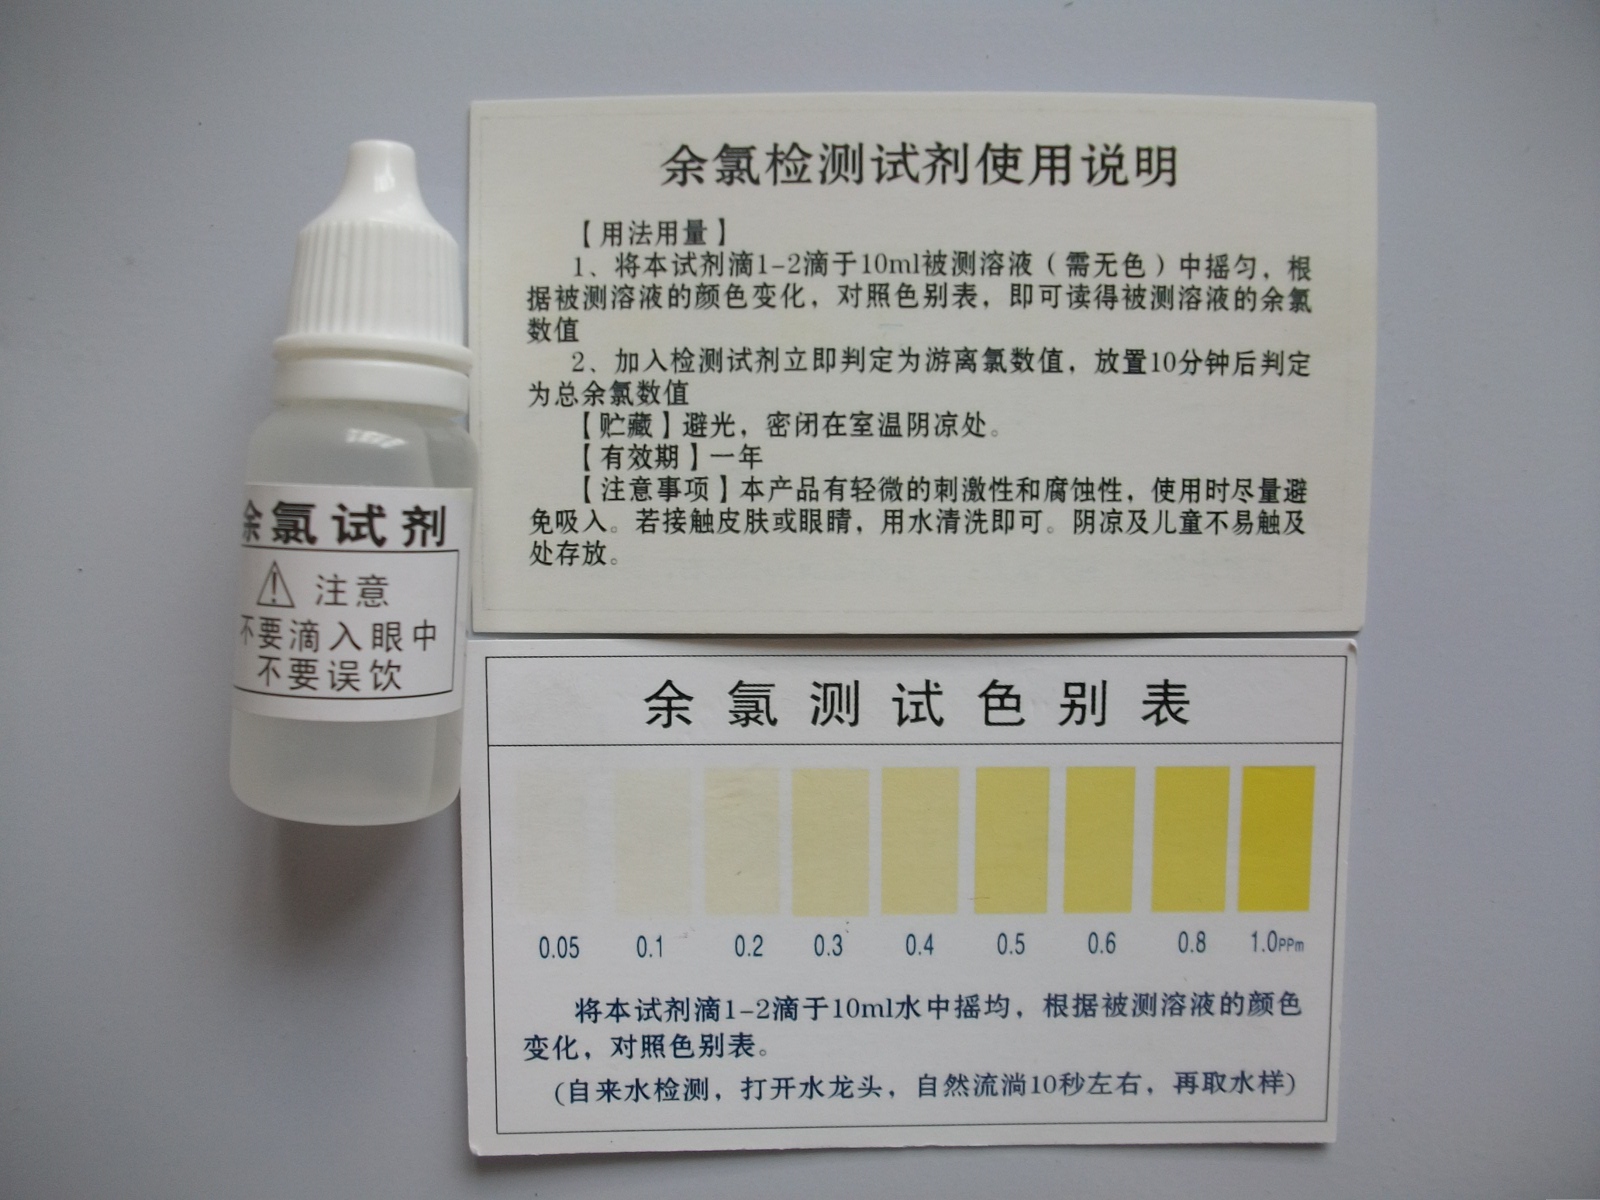 余氯试剂
注意
不要滴入眼中
不要误饮
余氯检测试剂使用说明
【用法用量】
1、将本试剂滴1-2滴于10ml被测溶液（需无色）中摇匀，根
据被测溶液的颜色变化，对照色别表，即可读得被测溶液的余氯
数值
2、加入检测试剂立即判定为游离氯数值，放置10分钟后判定
为总余氯数值
【贮藏】避光，密闭在室温阴凉处。
【有效期】一年
【注意事项】本产品有轻微的刺激性和腐蚀性，使用时尽量避
免吸入。若接触皮肤或眼睛，用水清洗即可。阴凉及儿童不易触及
处存放。
余氯测试色别表
0.05 0.1 0.2 0.3 0.4 0.5 0.6 0.8 1.0PPm
将本试剂滴1-2滴于10ml水中摇均，根据被测溶液的颜色
变化，对照色别表。
(自来水检测，打开水龙头，自然流淌10秒左右，再取水样)